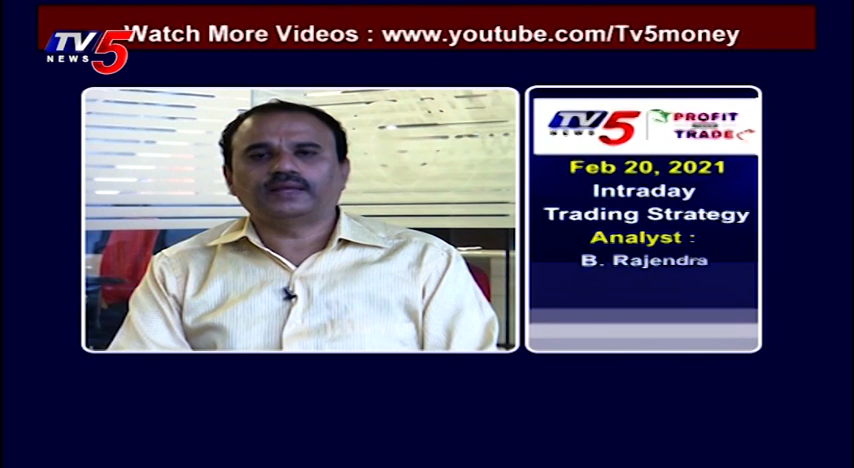 Watch More Videos : www.youtube.com/Tv5money
TV5
NEWS
TV5
NEWS
PROFIT
TRADE
Feb 20, 2021
Intraday
Trading Strategy
Analyst :
B. Rajendra